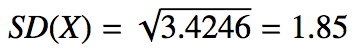 SD(X) = √3.4246 = 1.85